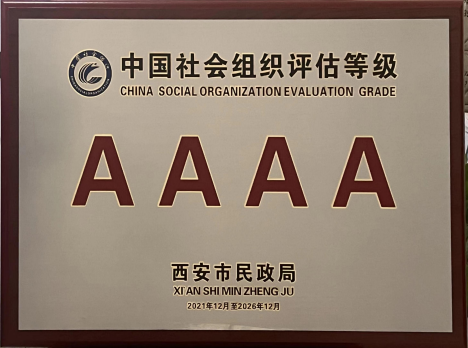 中国社会组织评估等级
CHINA SOCIAL ORGANIZATION EVALUATION GRADE
AAAA
西安市民政局
XI'AN SHI MIN ZHENG JU
2021年12月至2026年12月